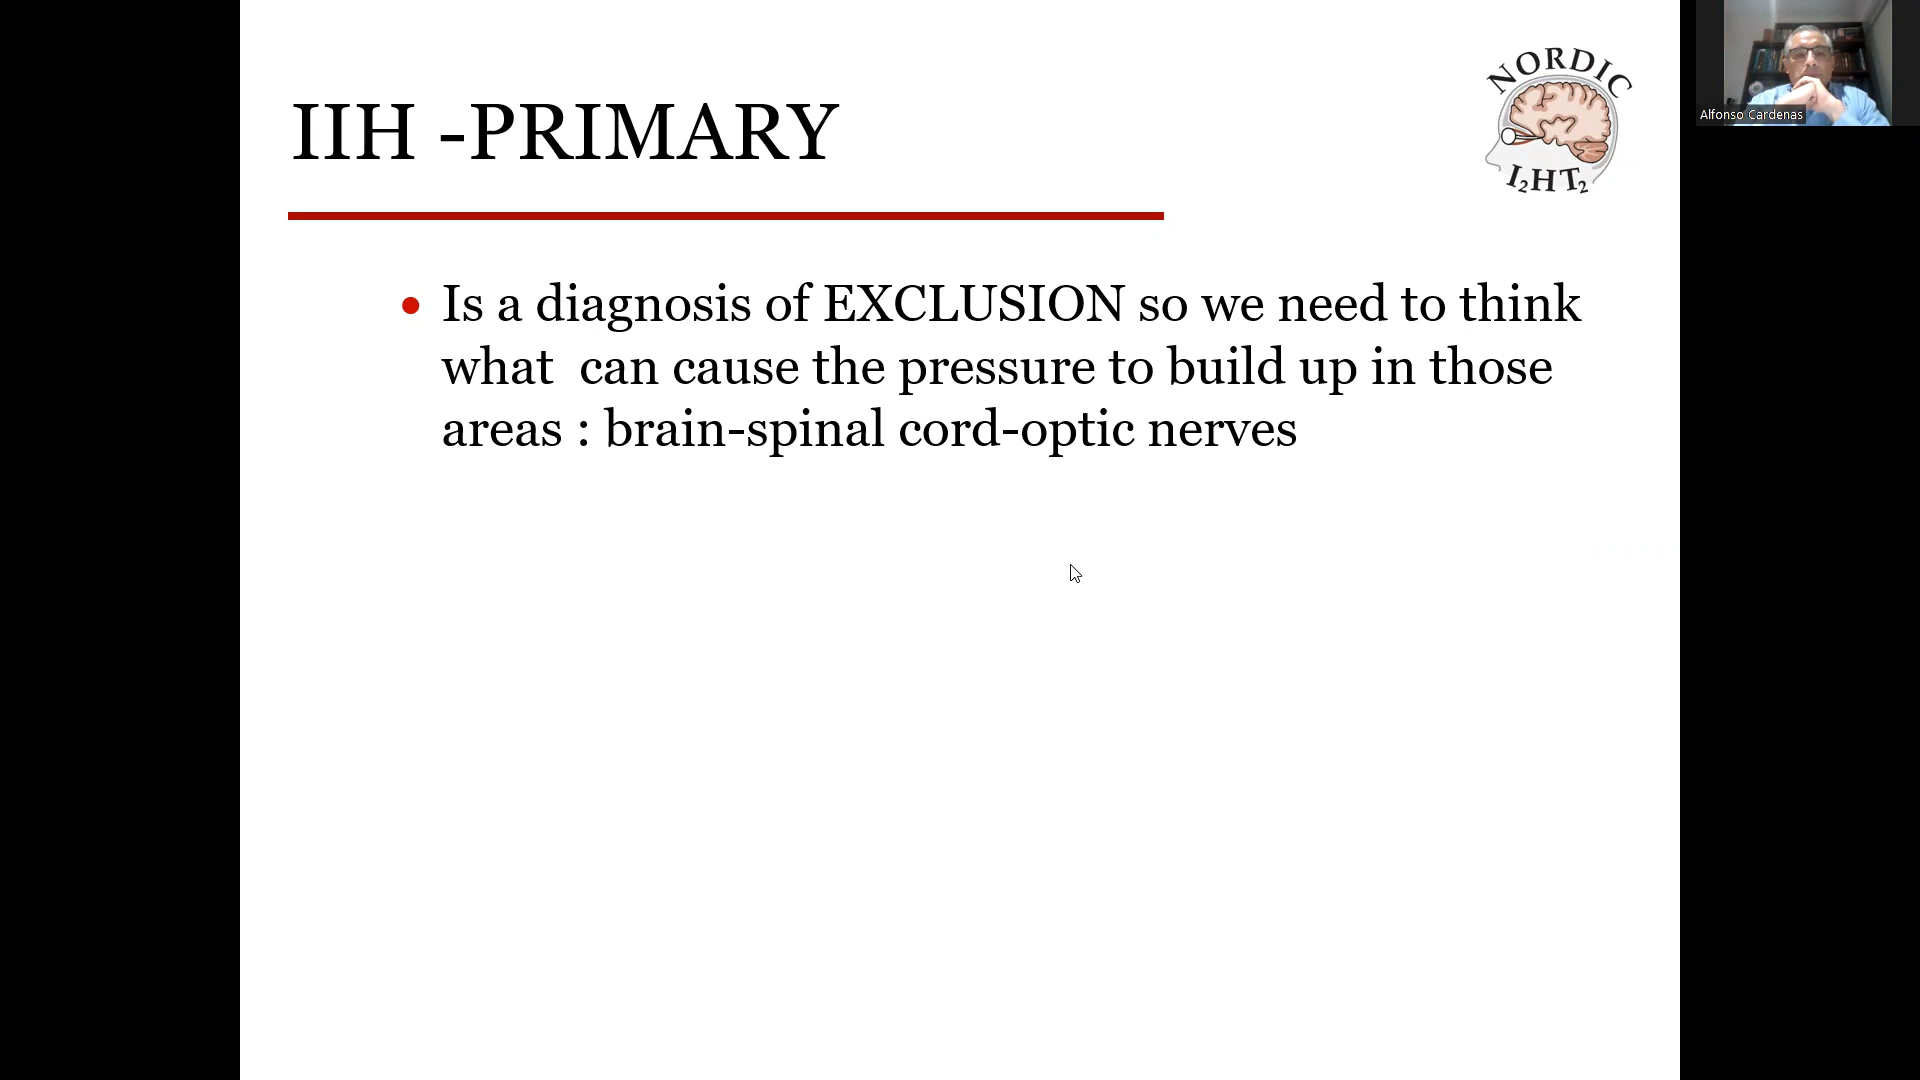 IIH -PRIMARY
NORDIC
I₂HT₂
Is a diagnosis of EXCLUSION so we need to think
what  can cause the pressure to build up in those
areas : brain-spinal cord-optic nerves
Alfonso Cardenas